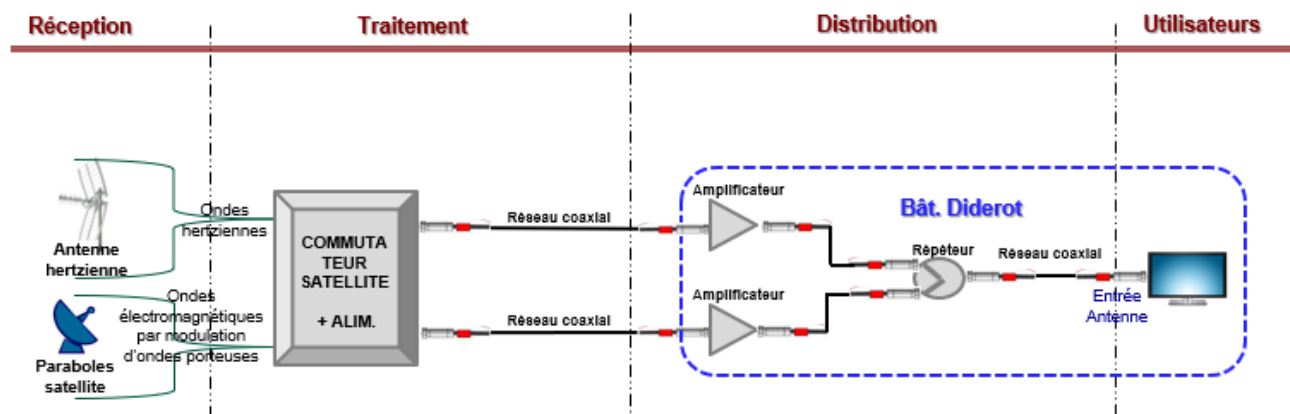 Réception
Traitement
Distribution
Utilisateurs
Ondes
hertziennes
Antenne
hertzienne
Ondes
électromagnétiques
par modulation
d'ondes porteuses
Paraboles
satellite
COMMUTA
TEUR
SATELLITE
+ ALIM.
Réseau coaxial
Réseau coaxial
Amplificateur
Amplificateur
Bât. Diderot
Répéteur
Réseau coaxial
Entrée
Antenne